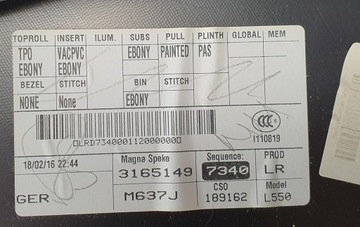 TOPROLL INSERT ILUM. SUBS PULL PLINTH GLOBAL MEM
TPO VACPVC EBONY PAINTED PAS
EBONY EBONY
BEZEL STITCH BIN STITCH
NONE None EBONY
LRD7340001120000000
CCC
I110819
18/02/16 22:44 Magna Speke Sequence: PROD
3165149 7340 LR
CSO Model
GER M637J 189162 L550